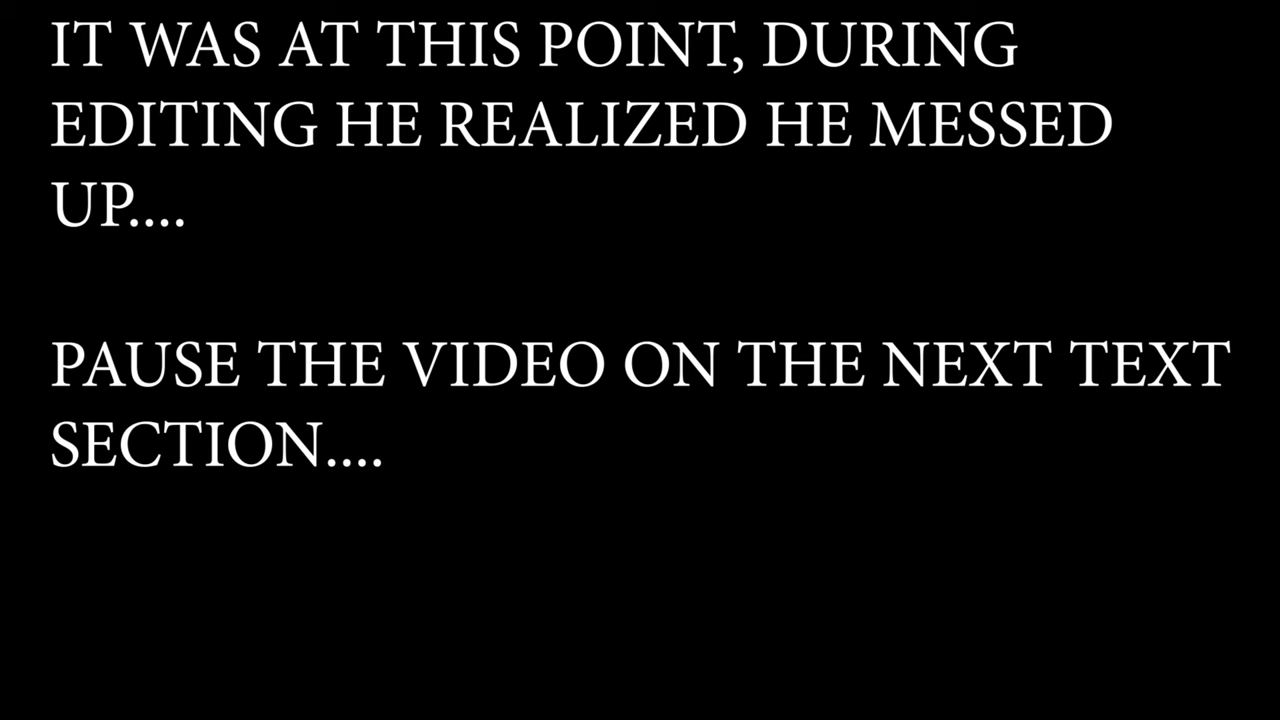 IT WAS AT THIS POINT, DURING
EDITING HE REALIZED HE MESSED
UP....
PAUSE THE VIDEO ON THE NEXT TEXT
SECTION....